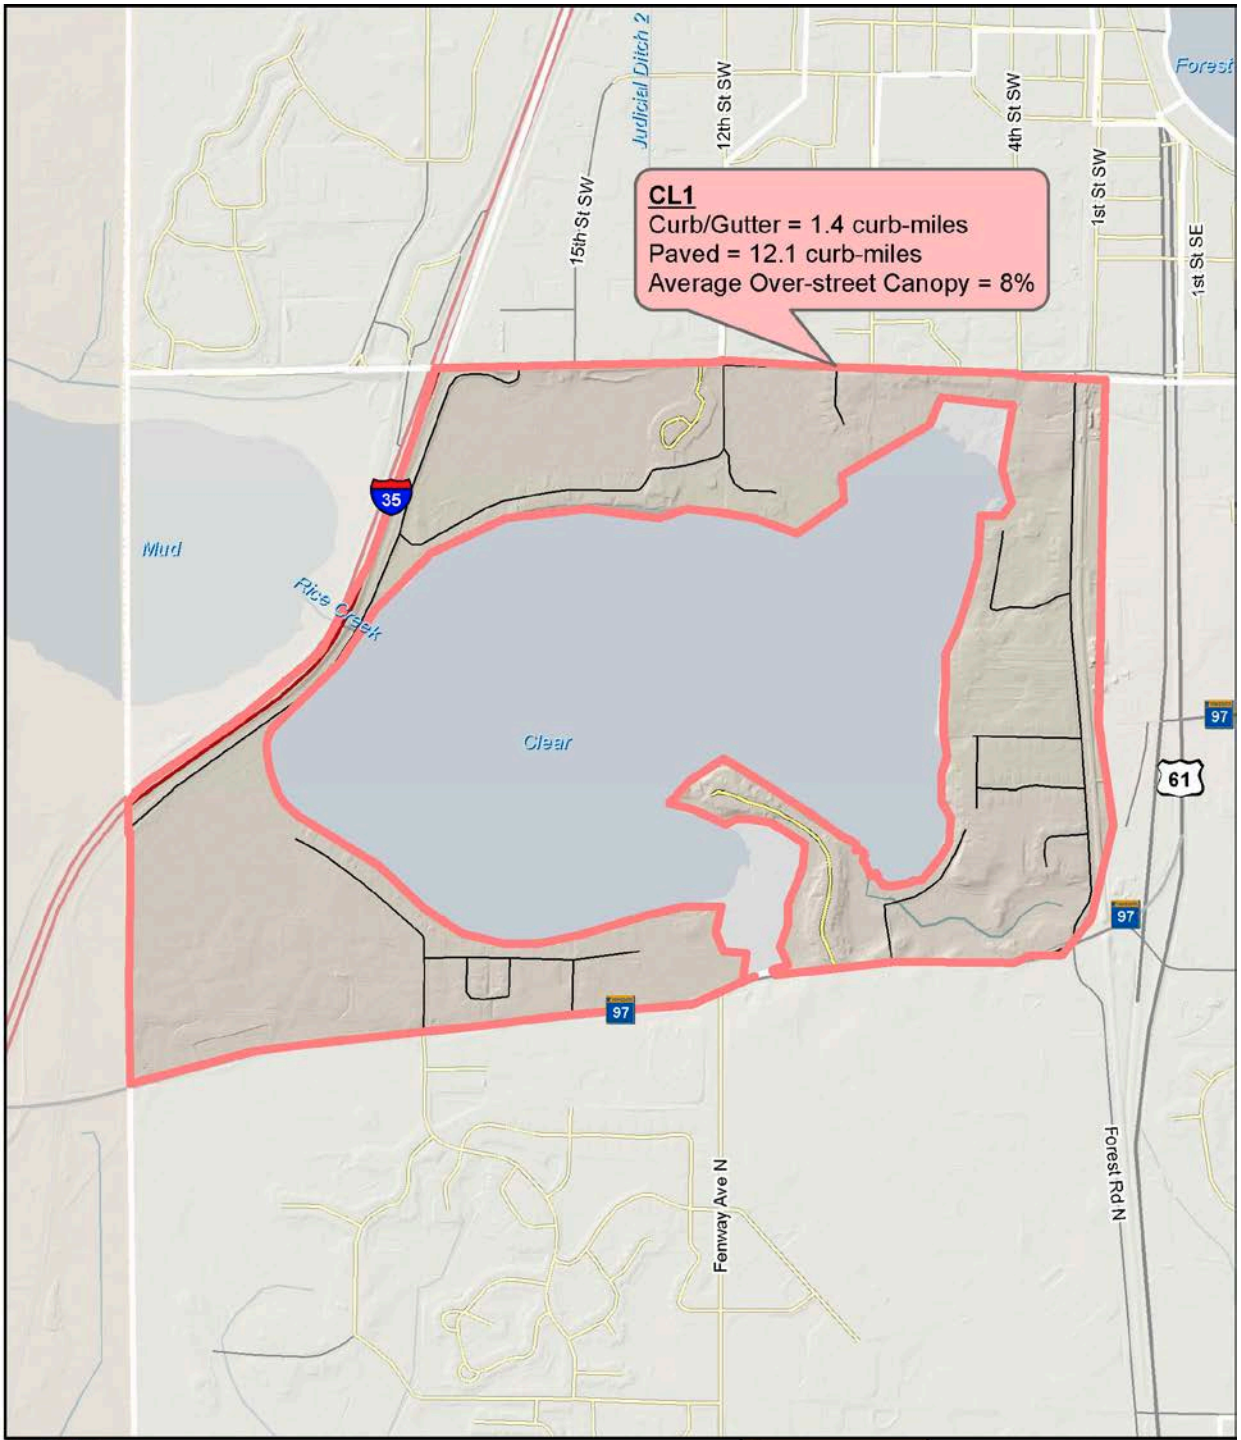 Judicial Ditch 2
12th St SW
4th St SW
Forest
15th St SW
1st St SW
1st St SE
CL1
Curb/Gutter = 1.4 curb-miles
Paved = 12.1 curb-miles
Average Over-street Canopy = 8%
35
Mud
Rice Creek
Clear
97
61
97
97
Fenway Ave N
Forest Rd N